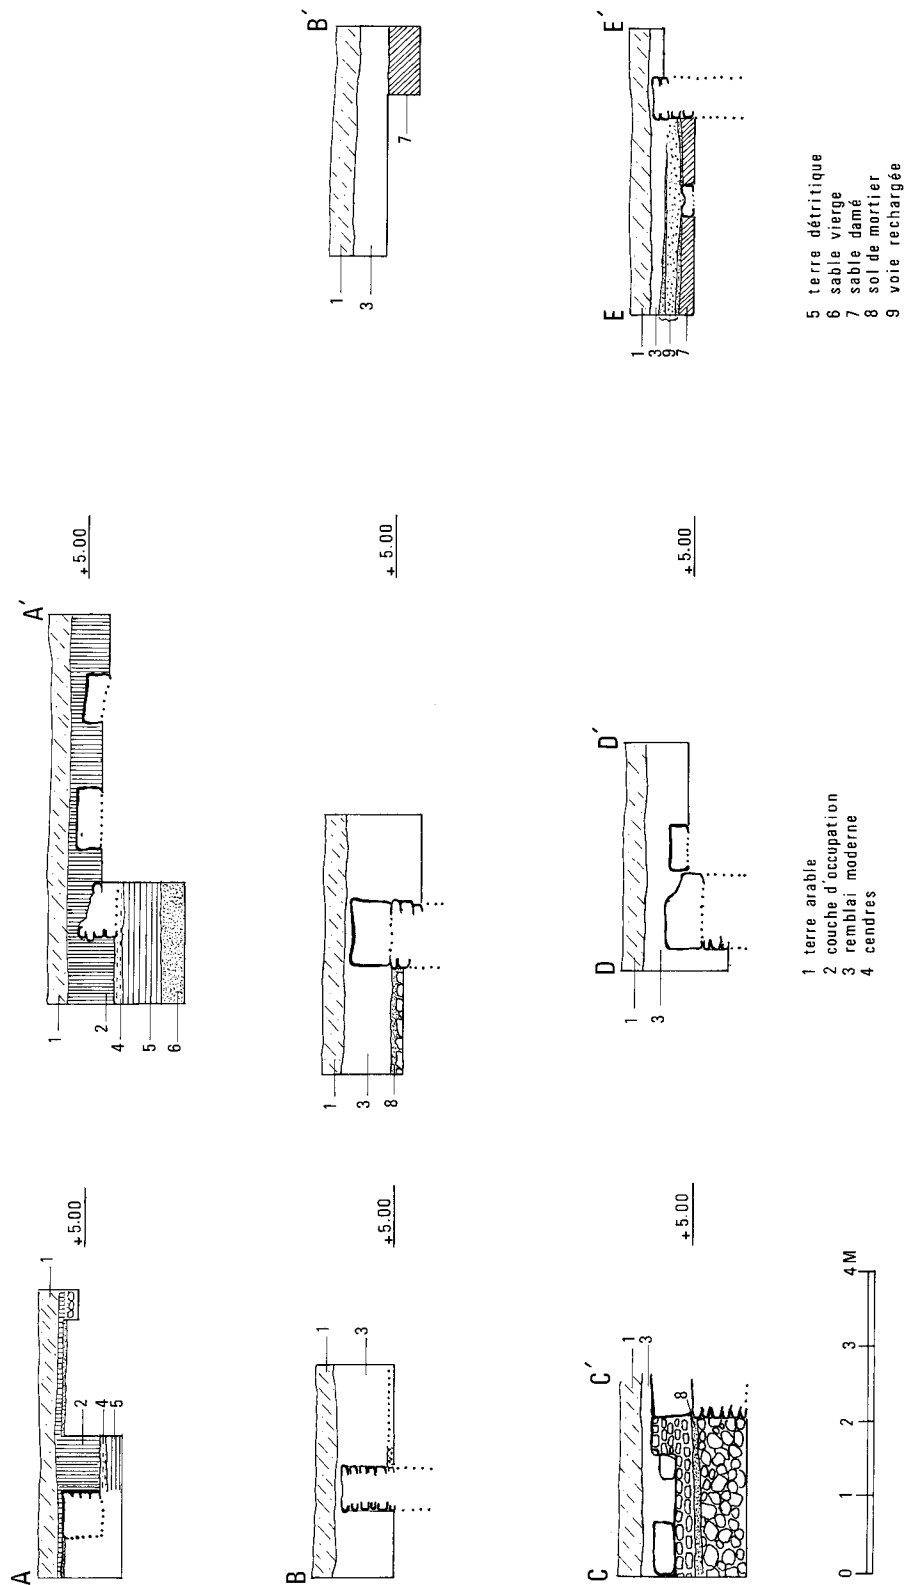 A
1
2
4
5
+5.00
1
2
4
5
6
A′
+5.00
B
1
3
1
3
8
+5.00
1
3
7
B′
C
C′
1
3
8
+5.00
D
D′
1
3
+5.00
E
E′
1
3
9
7
0 1 2 3 4 M
1 terre arable
2 couche d'occupation
3 remblai moderne
4 cendres
5 terre détritique
6 sable vierge
7 sable damé
8 sol de mortier
9 voie rechargée